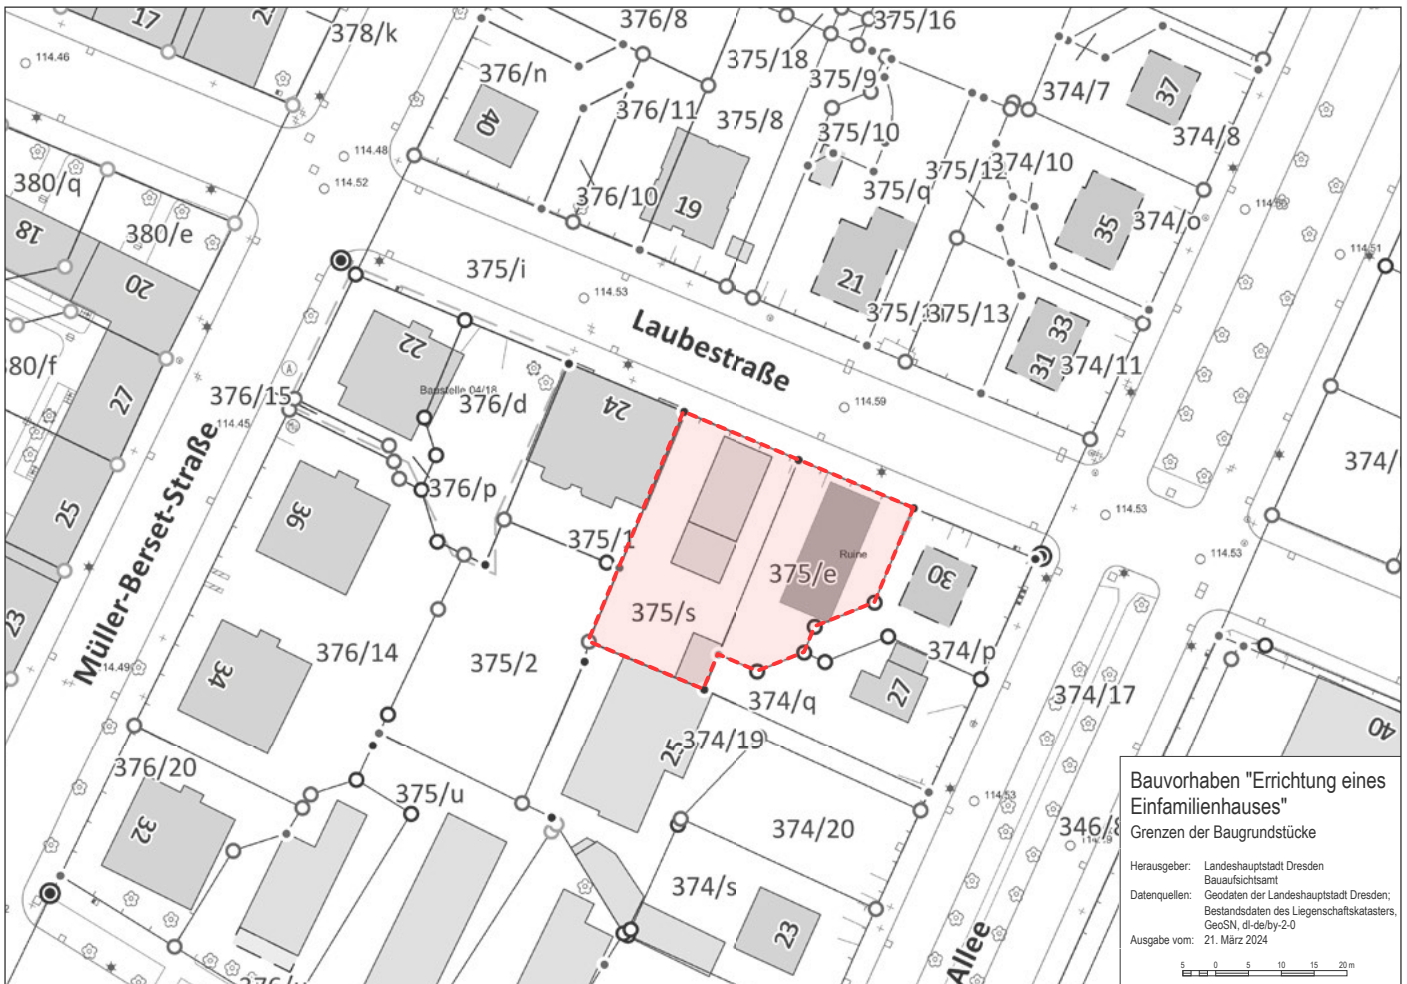 17
378/k
376/8
375/16
375/18
114.46
376/n
40
376/11
375/8
375/9
375/10
374/7
37
374/8
114.48
114.52
380/q
18
380/e
20
376/10
19
375/q
375/12
374/10
35
374/o
114.51
375/i
114.53
21
Laubestraße
375/13
33
31
374/11
380/f
27
22
Baustelle 04/18
376/d
24
376/15
114.45
A
114.59
374/
Müller-Berset-Straße
25
36
376/p
375/1
Ruine
375/e
30
114.53
114.53
23
114.49
34
376/14
375/2
375/s
374/p
27
374/q
374/17
40
376/20
32
375/u
25
374/19
374/20
114.53
346/8
374/s
23
Allee
Bauvorhaben "Errichtung eines
Einfamilienhauses"
Grenzen der Baugrundstücke
Herausgeber: Landeshauptstadt Dresden
Bauaufsichtsamt
Datenquellen: Geodaten der Landeshauptstadt Dresden;
Bestandsdaten des Liegenschaftskatasters,
GeoSN, dl-de/by-2-0
Ausgabe vom: 21. März 2024
5 0 5 10 15 20 m